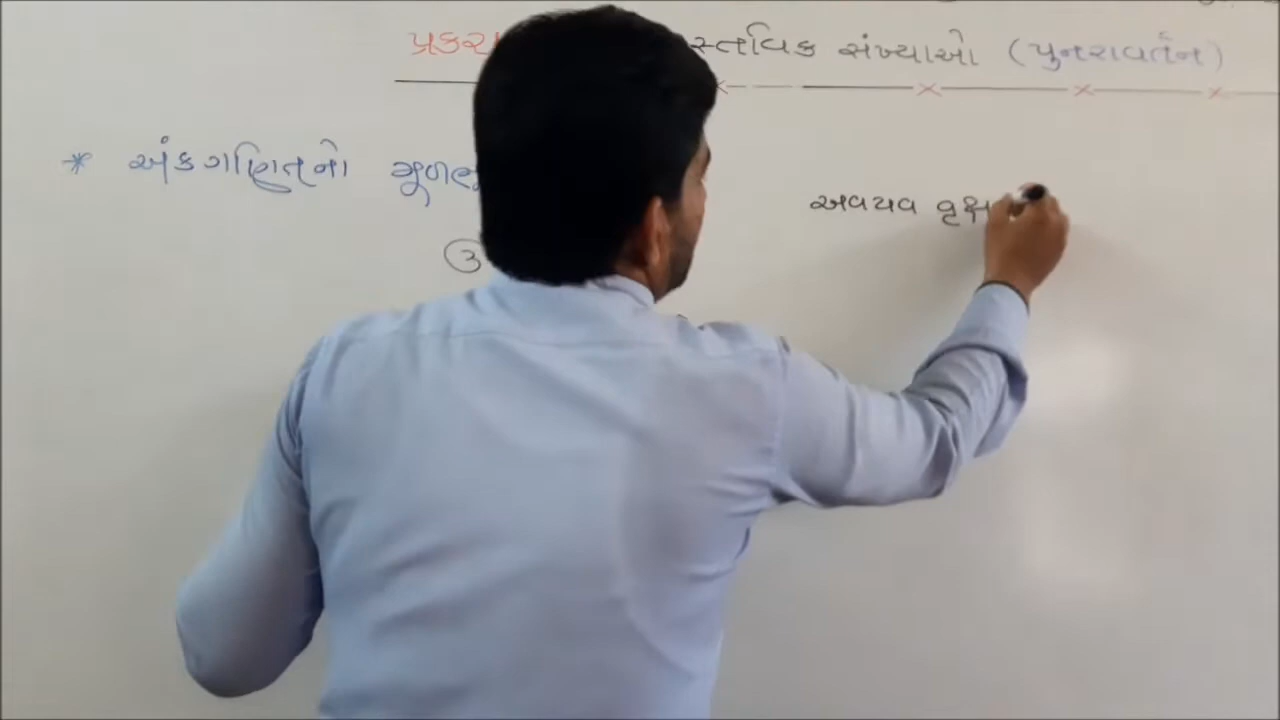 પ્રકર સ્તવિક સંખ્યાઓ (પુનરાવર્તન)
* અંકગણિતનો મૂળભૂ
અવયવ વૃક્ષ
૩